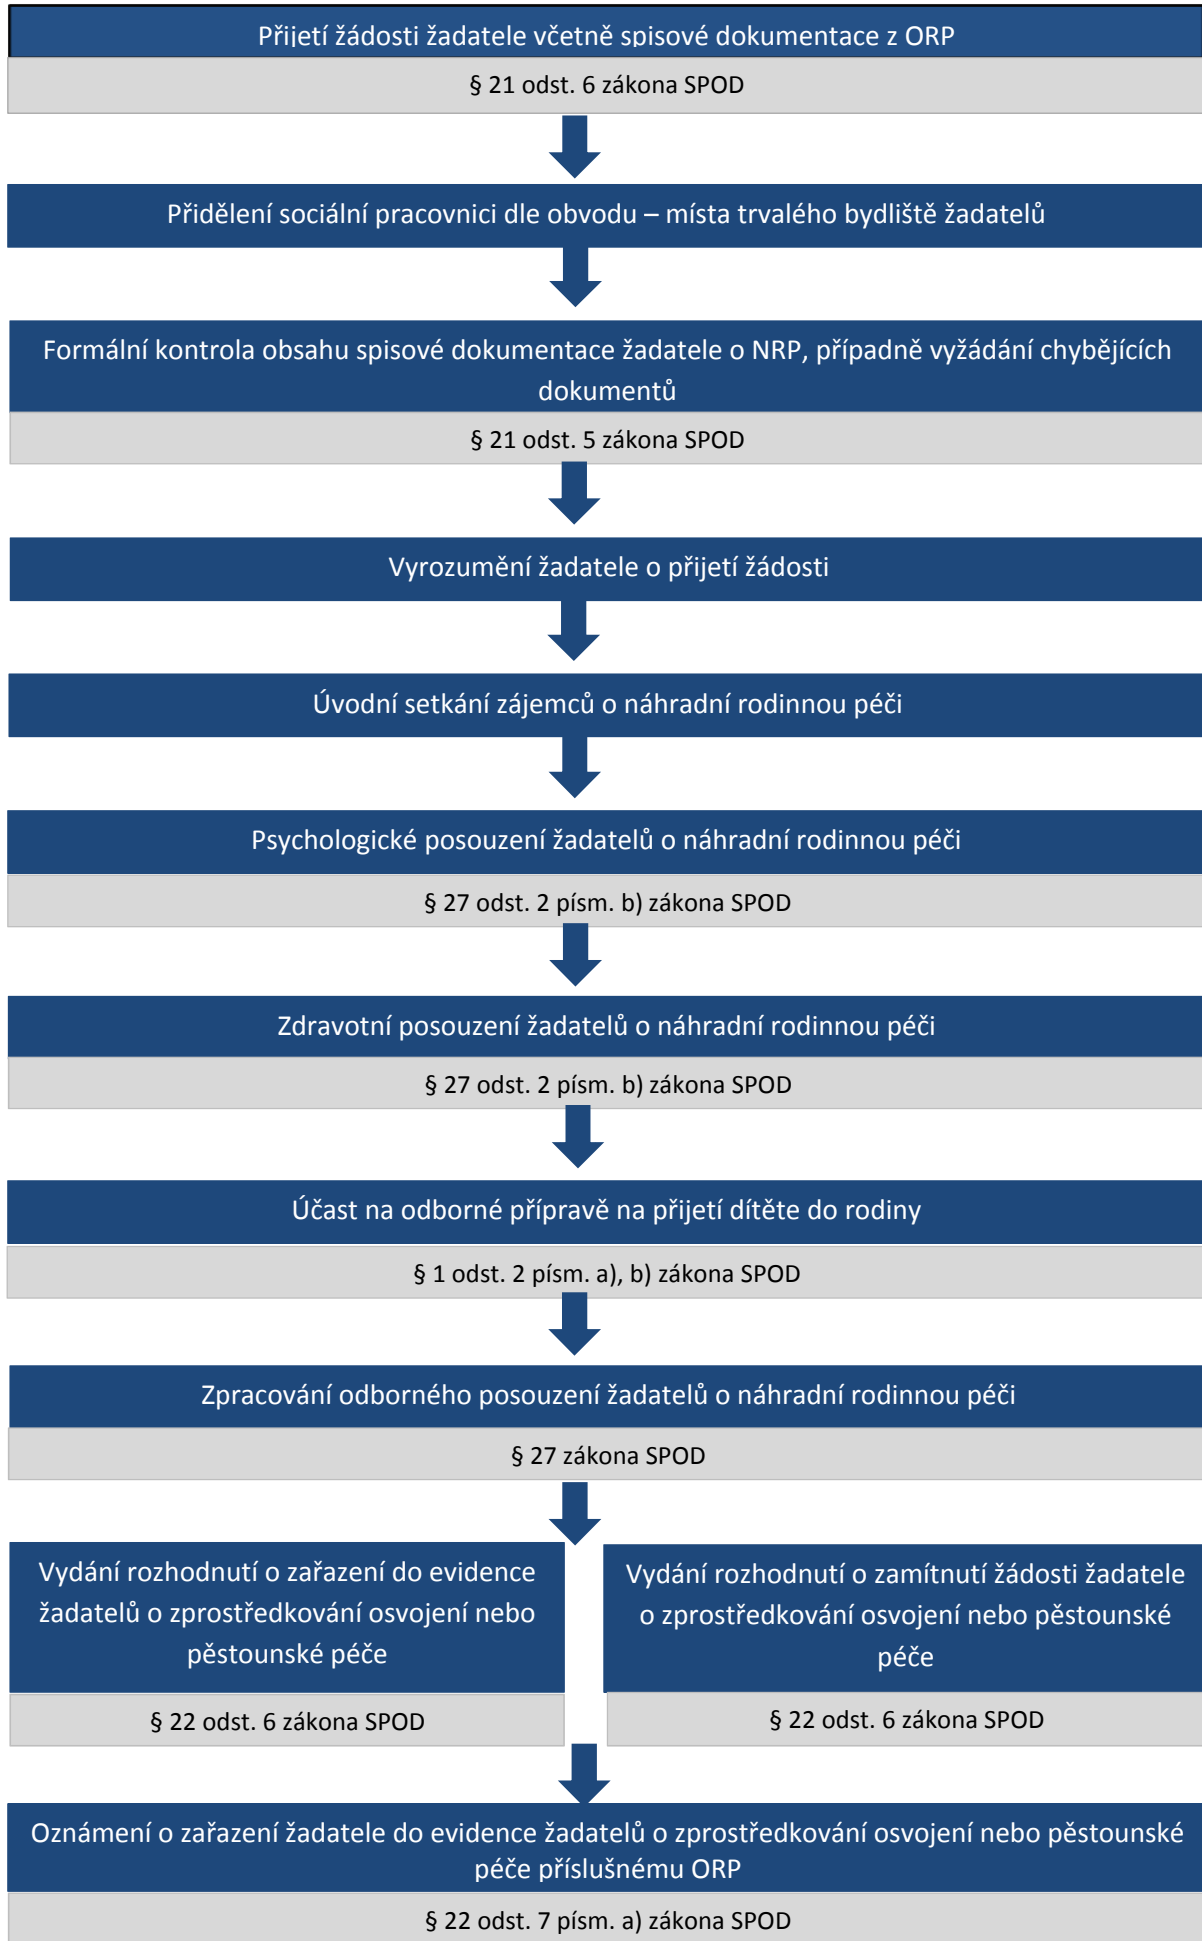 Přijetí žádosti žadatele včetně spisové dokumentace z ORP
§ 21 odst. 6 zákona SPOD
Přidělení sociální pracovnici dle obvodu – místa trvalého bydliště žadatelů
Formální kontrola obsahu spisové dokumentace žadatele o NRP, případně vyžádání chybějících
dokumentů
§ 21 odst. 5 zákona SPOD
Vyrozumění žadatele o přijetí žádosti
Úvodní setkání zájemců o náhradní rodinnou péči
Psychologické posouzení žadatelů o náhradní rodinnou péči
§ 27 odst. 2 písm. b) zákona SPOD
Zdravotní posouzení žadatelů o náhradní rodinnou péči
§ 27 odst. 2 písm. b) zákona SPOD
Účast na odborné přípravě na přijetí dítěte do rodiny
§ 1 odst. 2 písm. a), b) zákona SPOD
Zpracování odborného posouzení žadatelů o náhradní rodinnou péči
§ 27 zákona SPOD
Vydání rozhodnutí o zařazení do evidence
žadatelů o zprostředkování osvojení nebo
pěstounské péče
§ 22 odst. 6 zákona SPOD
Vydání rozhodnutí o zamítnutí žádosti žadatele
o zprostředkování osvojení nebo pěstounské
péče
§ 22 odst. 6 zákona SPOD
Oznámení o zařazení žadatele do evidence žadatelů o zprostředkování osvojení nebo pěstounské
péče příslušnému ORP
§ 22 odst. 7 písm. a) zákona SPOD